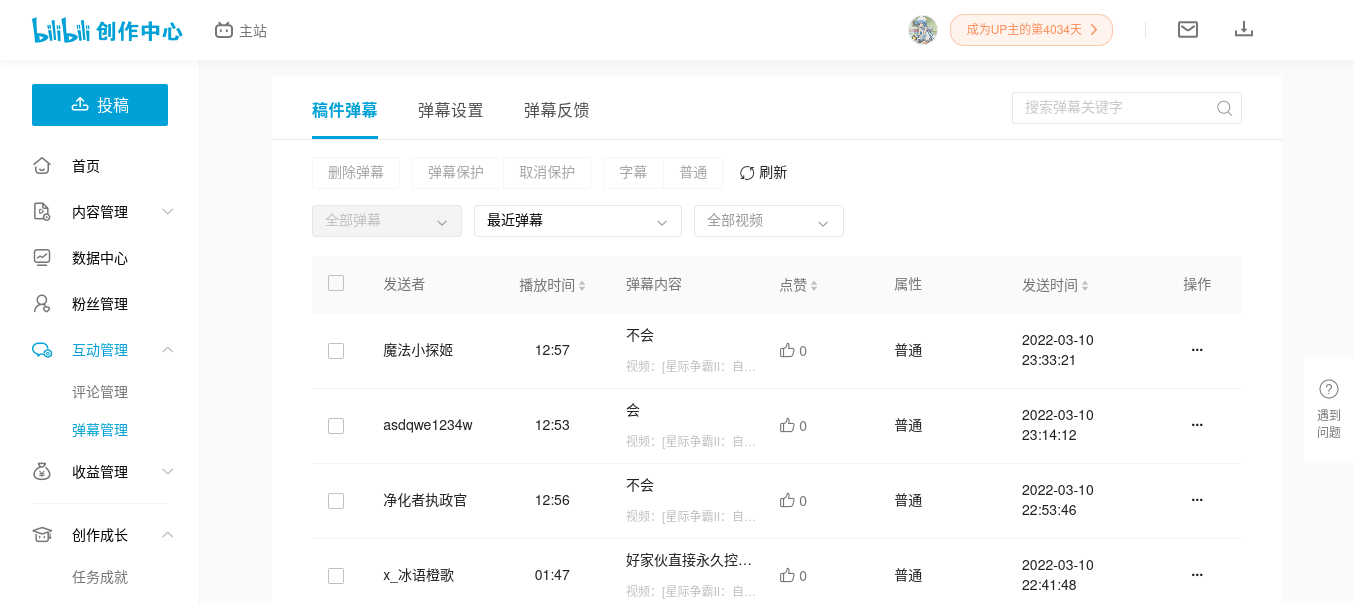 bilibili 创作中心
主站
成为UP主的第4034天
投稿
首页
内容管理
数据中心
粉丝管理
互动管理
评论管理
弹幕管理
收益管理
创作成长
任务成就
稿件弹幕 弹幕设置 弹幕反馈
搜索弹幕关键字
删除弹幕 弹幕保护 取消保护 字幕 普通 刷新
全部弹幕 最近弹幕 全部视频
发送者 播放时间 弹幕内容 点赞 属性 发送时间 操作
魔法小探姬 12:57 不会 0 普通 2022-03-10
视频：[星际争霸II：自… 23:33:21
asdqwe1234w 12:53 会 0 普通 2022-03-10
视频：[星际争霸II：自… 23:14:12
净化者执政官 12:56 不会 0 普通 2022-03-10
视频：[星际争霸II：自… 22:53:46
x_冰语橙歌 01:47 好家伙直接永久控… 0 普通 2022-03-10
视频：[星际争霸II：自… 22:41:48
遇到
问题